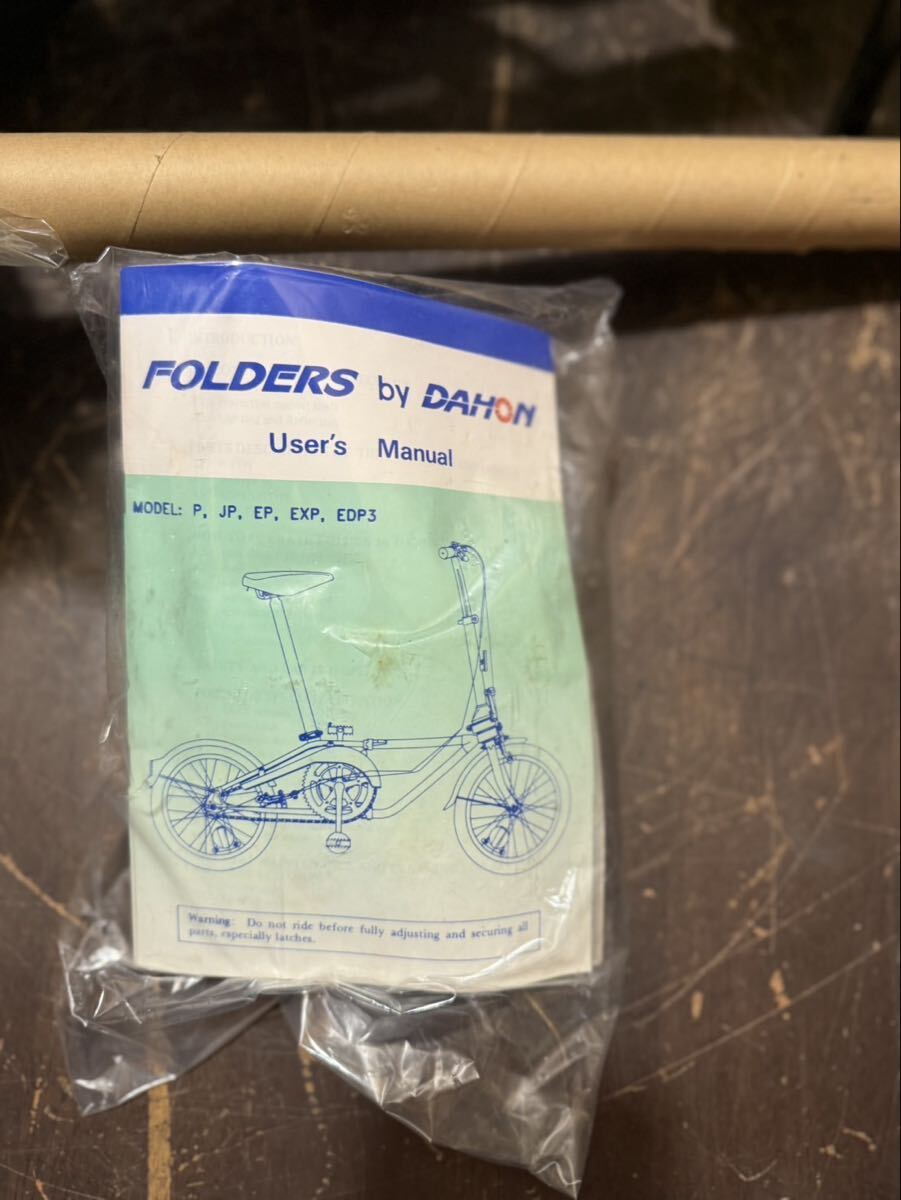 FOLDERS by DAHON
User's Manual
MODEL: P, JP, EP, EXP, EDP3
Warning: Do not ride before fully adjusting and securing all
parts, especially latches.